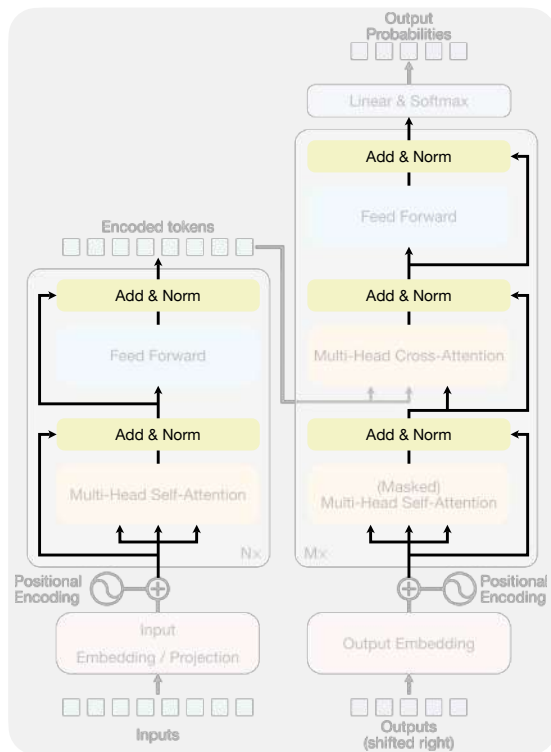 Output
Probabilities
Linear & Softmax
Add & Norm
Feed Forward
Add & Norm
Multi-Head Cross-Attention
Add & Norm
(Masked)
Multi-Head Self-Attention
M×
Positional
Encoding
Output Embedding
Outputs
(shifted right)
Encoded tokens
Add & Norm
Feed Forward
Add & Norm
Multi-Head Self-Attention
N×
Positional
Encoding
Input
Embedding / Projection
Inputs